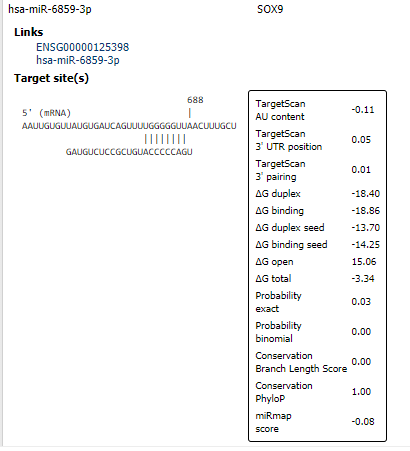 hsa-miR-6859-3p SOX9
Links
ENSG00000125398
hsa-miR-6859-3p
Target site(s)
688
5' (mRNA) |
AAUUGUGUUAUGUGAUCAGUUUUGGGGGUUAACUUUGCU
||||||||
GAUGUCUCCGCUGUACCCCCAGU
TargetScan
AU content -0.11
TargetScan
3' UTR position 0.05
TargetScan
3' pairing 0.01
ΔG duplex -18.40
ΔG binding -18.86
ΔG duplex seed -13.70
ΔG binding seed -14.25
ΔG open 15.06
ΔG total -3.34
Probability
exact 0.03
Probability
binomial 0.00
Conservation
Branch Length Score 0.00
Conservation
PhyloP 1.00
miRmap
score -0.08